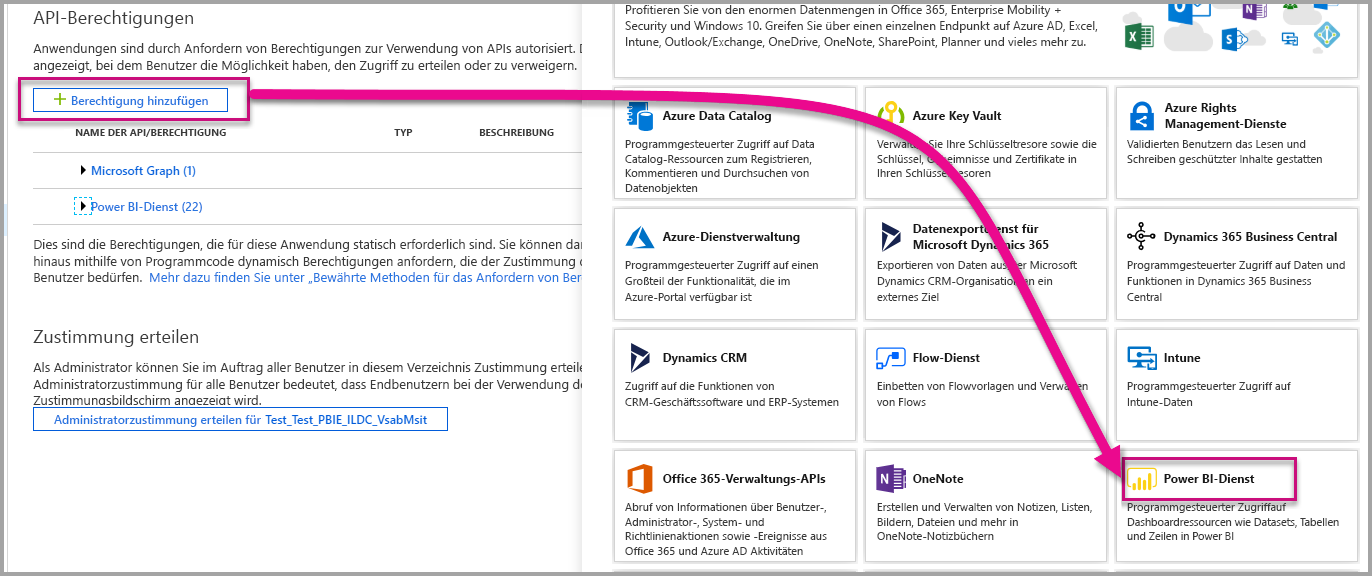 API-Berechtigungen
Anwendungen sind durch Anfordern von Berechtigungen zur Verwendung von APIs autorisiert. D
angezeigt, bei dem Benutzer die Möglichkeit haben, den Zugriff zu erteilen oder zu verweigern.
+ Berechtigung hinzufügen
NAME DER API/BERECHTIGUNG TYP BESCHREIBUNG
Microsoft Graph (1)
Power BI-Dienst (22)
Dies sind die Berechtigungen, die für diese Anwendung statisch erforderlich sind. Sie können dar
hinaus mithilfe von Programmcode dynamisch Berechtigungen anfordern, die der Zustimmung d
Benutzer bedürfen. Mehr dazu finden Sie unter „Bewährte Methoden für das Anfordern von Ber
Zustimmung erteilen
Als Administrator können Sie im Auftrag aller Benutzer in diesem Verzeichnis Zustimmung erteile
Administratorzustimmung für alle Benutzer bedeutet, dass Endbenutzern bei der Verwendung de
Zustimmungsbildschirm angezeigt wird.
Administratorzustimmung erteilen für Test_Test_PBIE_ILDC_VsabMsit
Profitieren Sie von den enormen Datenmengen in Office 365, Enterprise Mobility +
Security und Windows 10. Greifen Sie über einen einzelnen Endpunkt auf Azure AD, Excel,
Intune, Outlook/Exchange, OneDrive, OneNote, SharePoint, Planner und vieles mehr zu.
Azure Data Catalog
Programmgesteuerter Zugriff auf Data
Catalog-Ressourcen zum Registrieren,
Kommentieren und Durchsuchen von
Datenobjekten
Azure Key Vault
Verwalten Sie Ihre Schlüsseltresore sowie die
Schlüssel, Geheimnisse und Zertifikate in
Ihren Schlüsseltresoren
Azure Rights
Management-Dienste
Validierten Benutzern das Lesen und
Schreiben geschützter Inhalte gestatten
Azure-Dienstverwaltung
Programmgesteuerter Zugriff auf einen
Großteil der Funktionalität, die im
Azure-Portal verfügbar ist
Datenexportdienst für
Microsoft Dynamics 365
Exportieren von Daten aus der Microsoft
Dynamics CRM-Organisation in ein
externes Ziel
Dynamics 365 Business Central
Programmgesteuerter Zugriff auf Daten und
Funktionen in Dynamics 365 Business
Central
Dynamics CRM
Zugriff auf die Funktionen von
CRM-Geschäftssoftware und ERP-Systemen
Flow-Dienst
Einbetten von Flowvorlagen und Verwalten
von Flows
Intune
Programmgesteuerter Zugriff auf
Intune-Daten
Office 365-Verwaltungs-APIs
Abruf von Informationen über Benutzer-,
Administrator-, System- und
Richtlinienaktionen sowie -Ereignisse aus
Office 365 und Azure AD Aktivitäten
OneNote
Erstellen und Verwalten von Notizen, Listen,
Bildern, Dateien und mehr in
OneNote-Notizbüchern
Power BI-Dienst
Programmgesteuerter Zugriffauf
Dashboardressourcen wie Datasets, Tabellen
und Zeilen in Power BI